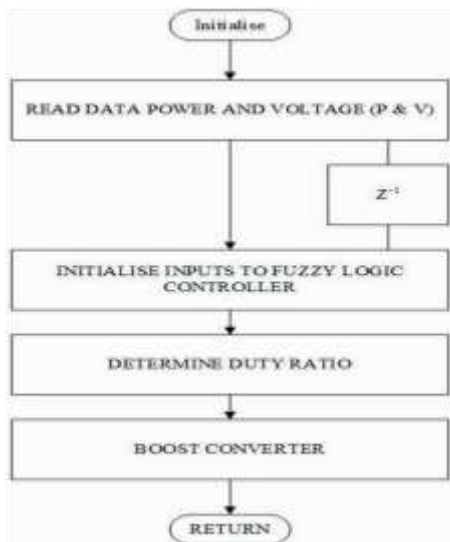 Initialise
READ DATA POWER AND VOLTAGE (P & V)
Z⁻¹
INITIALISE INPUTS TO FUZZY LOGIC
CONTROLLER
DETERMINE DUTY RATIO
BOOST CONVERTER
RETURN